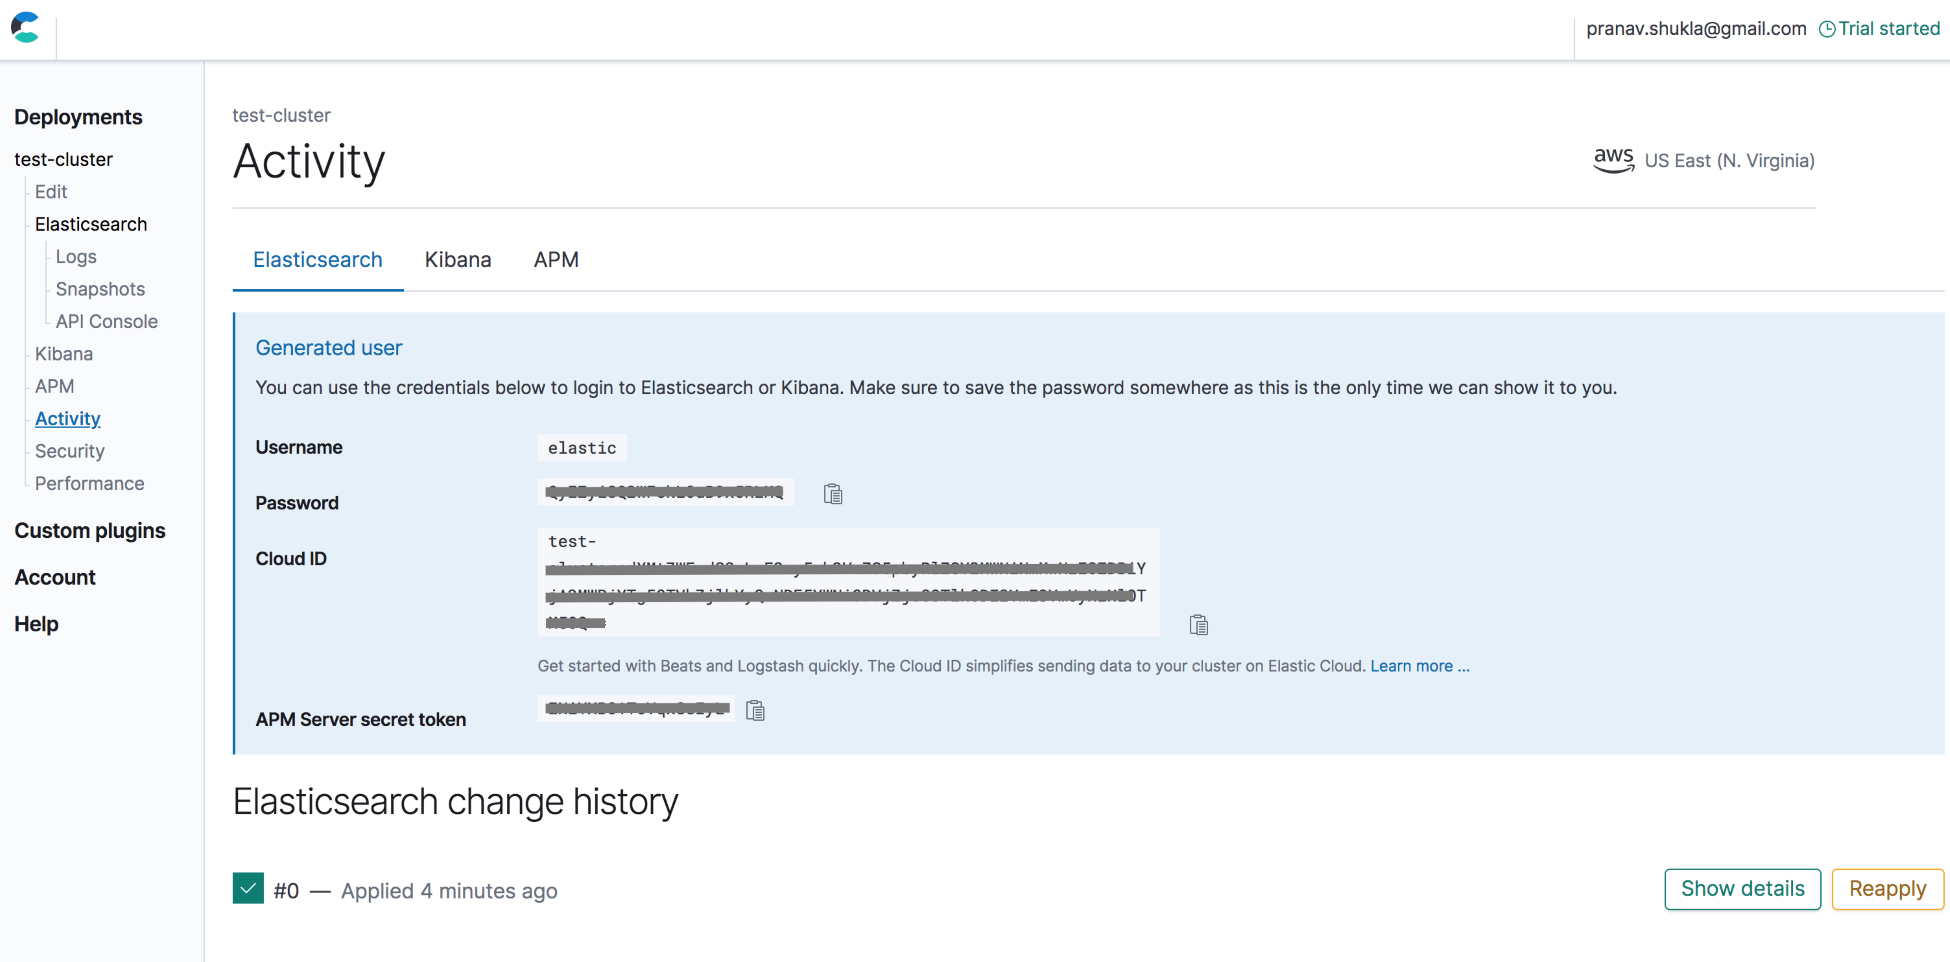 pranav.shukla@gmail.com Trial started
Deployments
test-cluster
Edit
Elasticsearch
Logs
Snapshots
API Console
Kibana
APM
Activity
Security
Performance
Custom plugins
Account
Help
test-cluster
Activity
aws US East (N. Virginia)
Elasticsearch Kibana APM
Generated user
You can use the credentials below to login to Elasticsearch or Kibana. Make sure to save the password somewhere as this is the only time we can show it to you.
Username elastic
Password
Cloud ID test-
Get started with Beats and Logstash quickly. The Cloud ID simplifies sending data to your cluster on Elastic Cloud. Learn more ...
APM Server secret token
Elasticsearch change history
#0 — Applied 4 minutes ago Show details Reapply